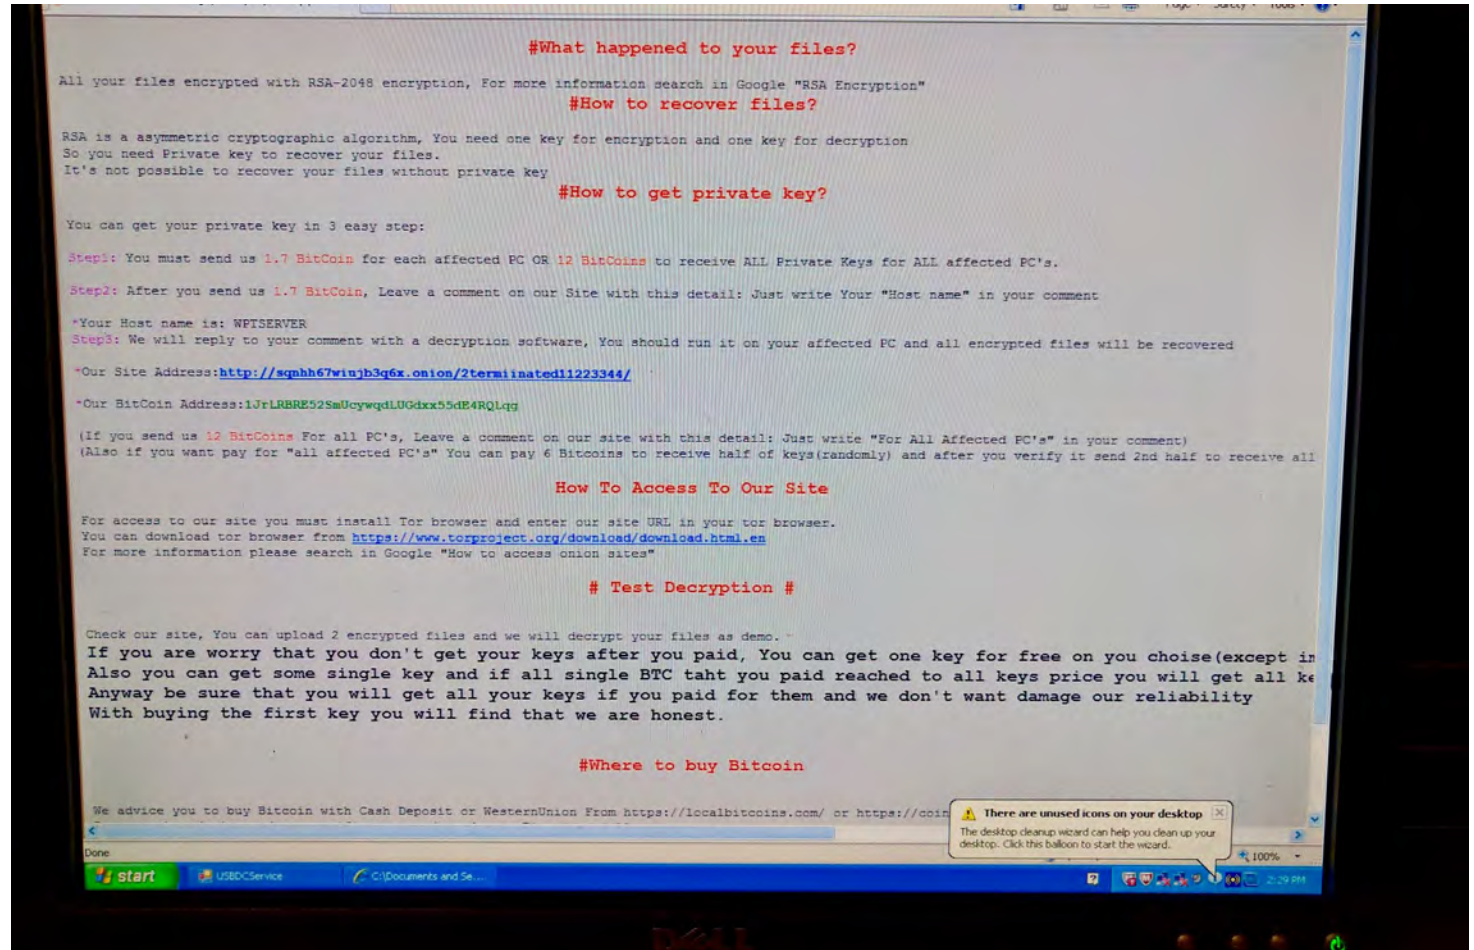 Page Safety Tools
#What happened to your files?
All your files encrypted with RSA-2048 encryption, For more information search in Google "RSA Encryption"
#How to recover files?
RSA is a asymmetric cryptographic algorithm, You need one key for encryption and one key for decryption
So you need Private key to recover your files.
It's not possible to recover your files without private key
#How to get private key?
You can get your private key in 3 easy step:
Step1: You must send us 1.7 BitCoin for each affected PC OR 12 BitCoins to receive ALL Private Keys for ALL affected PC's.
Step2: After you send us 1.7 BitCoin, Leave a comment on our Site with this detail: Just write Your "Host name" in your comment
*Your Host name is: WPTSERVER
Step3: We will reply to your comment with a decryption software, You should run it on your affected PC and all encrypted files will be recovered
*Our Site Address:http://sqnhh67winjb3q6x.onion/2termiinated11223344/
*Our BitCoin Address:1JrLRBRE52SmUcywqdLUGdxx55dE4RQLqg
(If you send us 12 BitCoins For all PC's, Leave a comment on our site with this detail: Just write "For All Affected PC's" in your comment)
(Also if you want pay for "all affected PC's" You can pay 6 Bitcoins to receive half of keys(randomly) and after you verify it send 2nd half to receive all
How To Access To Our Site
For access to our site you must install Tor browser and enter our site URL in your tor browser.
You can download tor browser from https://www.torproject.org/download/download.html.en
For more information please search in Google "How to access onion sites"
# Test Decryption #
Check our site, You can upload 2 encrypted files and we will decrypt your files as demo.
If you are worry that you don't get your keys after you paid, You can get one key for free on you choise(except
Also you can get some single key and if all single BTC taht you paid reached to all keys price you will get all
Anyway be sure that you will get all your keys if you paid for them and we don't want damage our reliability
With buying the first key you will find that we are honest.
#Where to buy Bitcoin
We advice you to buy Bitcoin with Cash Deposit or WesternUnion From https://localbitcoins.com/ or https://coin
There are unused icons on your desktop
The desktop cleanup wizard can help you clean up your
desktop. Click this balloon to start the wizard.
Done
100%
start
USBDCService
C:\Documents and Se...
2:29 PM
DELL